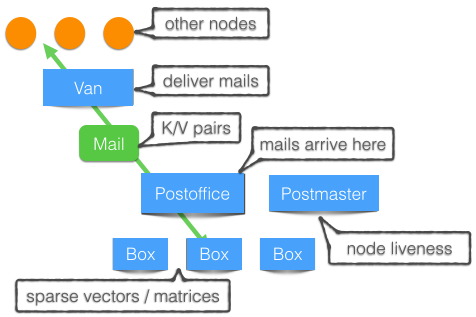 other nodes
Van
deliver mails
Mail
K/V pairs
mails arrive here
Postoffice
Postmaster
Box
Box
Box
node liveness
sparse vectors / matrices